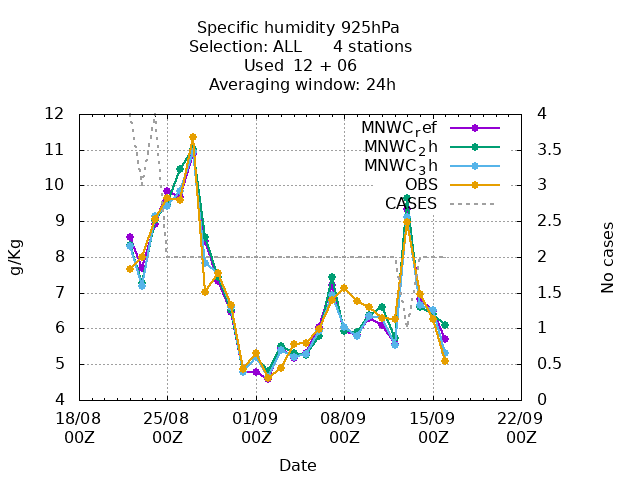 Specific humidity 925hPa
Selection: ALL 4 stations
Used 12 + 06
Averaging window: 24h
12
11
10
9
8
7
6
5
4
g/Kg
4
3.5
3
2.5
2
1.5
1
0.5
0
No cases
MNWCref
MNWC2h
MNWC3h
OBS
CASES
18/08 25/08 01/09 08/09 15/09 22/09
00Z 00Z 00Z 00Z 00Z 00Z
Date